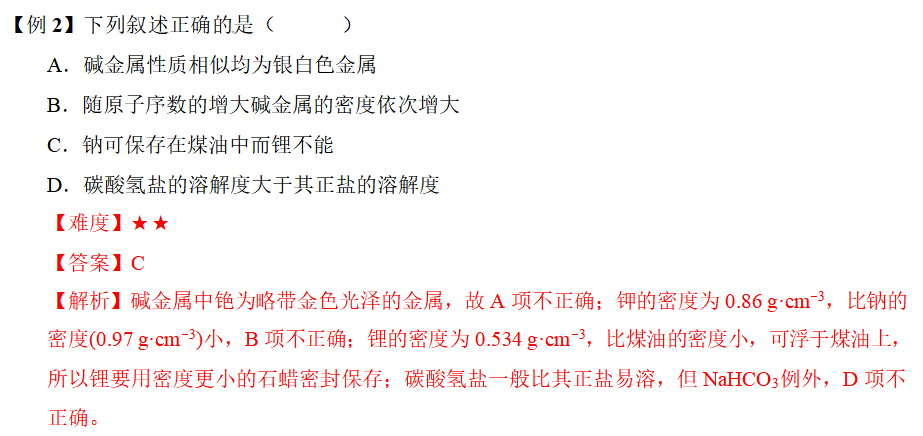 【例 2】下列叙述正确的是（　　　）
A．碱金属性质相似均为银白色金属
B．随原子序数的增大碱金属的密度依次增大
C．钠可保存在煤油中而锂不能
D．碳酸氢盐的溶解度大于其正盐的溶解度
【难度】★★
【答案】C
【解析】碱金属中铯为略带金色光泽的金属，故 A 项不正确；钾的密度为 0.86 g·cm⁻³，比钠的
密度(0.97 g·cm⁻³)小，B 项不正确；锂的密度为 0.534 g·cm⁻³，比煤油的密度小，可浮于煤油上，
所以锂要用密度更小的石蜡密封保存；碳酸氢盐一般比其正盐易溶，但 NaHCO₃例外，D 项不
正确。